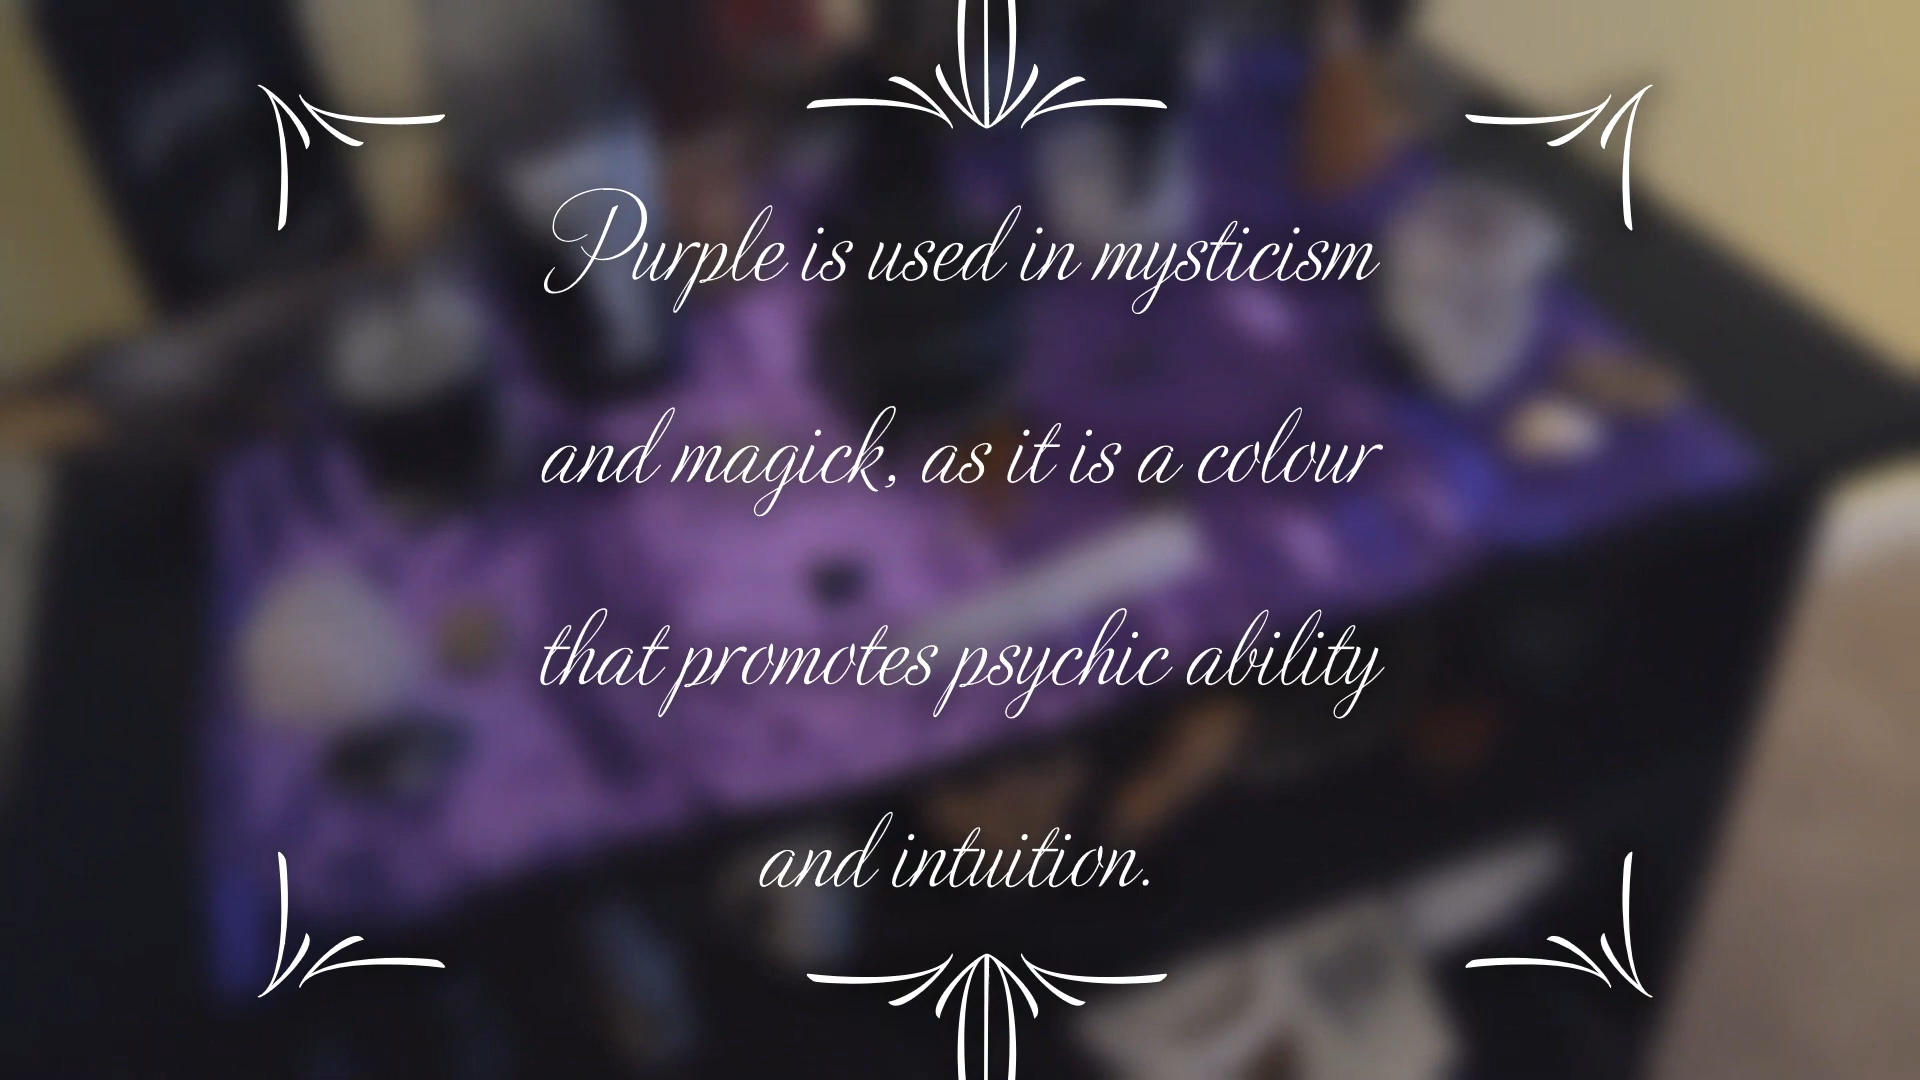 Purple is used in mysticism
and magick, as it is a colour
that promotes psychic ability
and intuition.